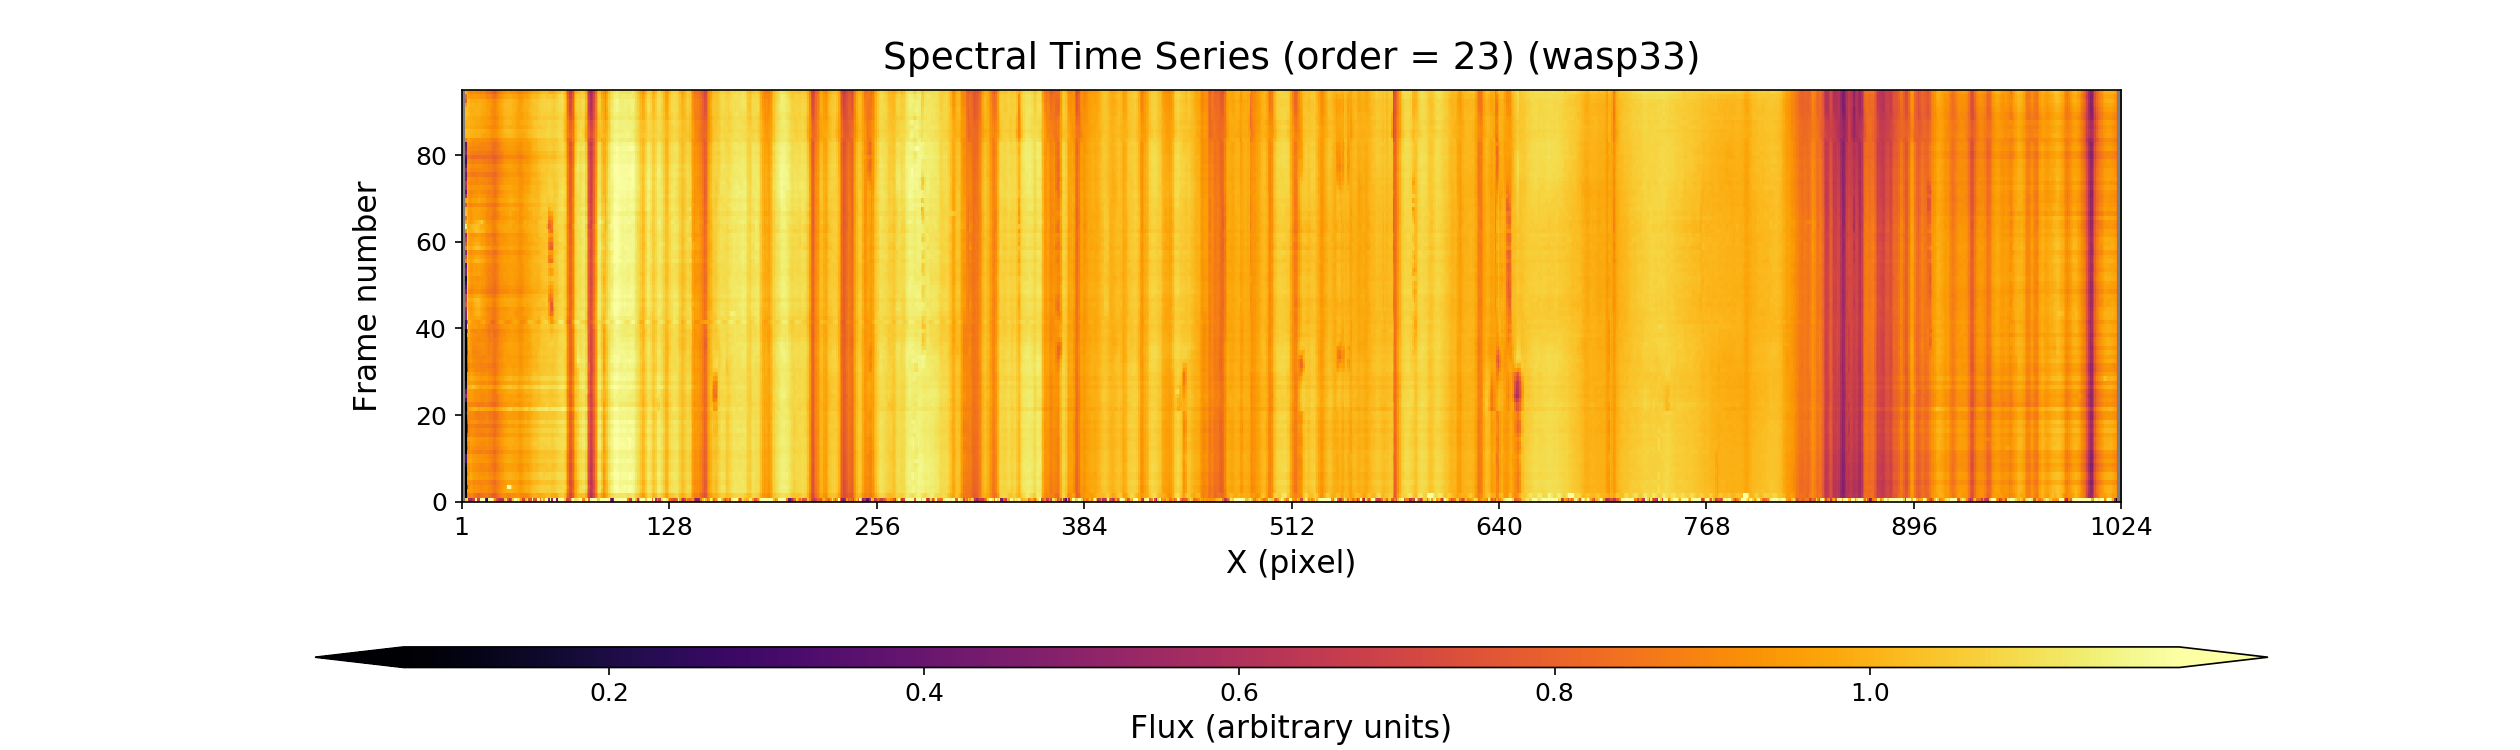 Spectral Time Series (order = 23) (wasp33)
Frame number
80
60
40
20
0
1 128 256 384 512 640 768 896 1024
X (pixel)
0.2 0.4 0.6 0.8 1.0
Flux (arbitrary units)